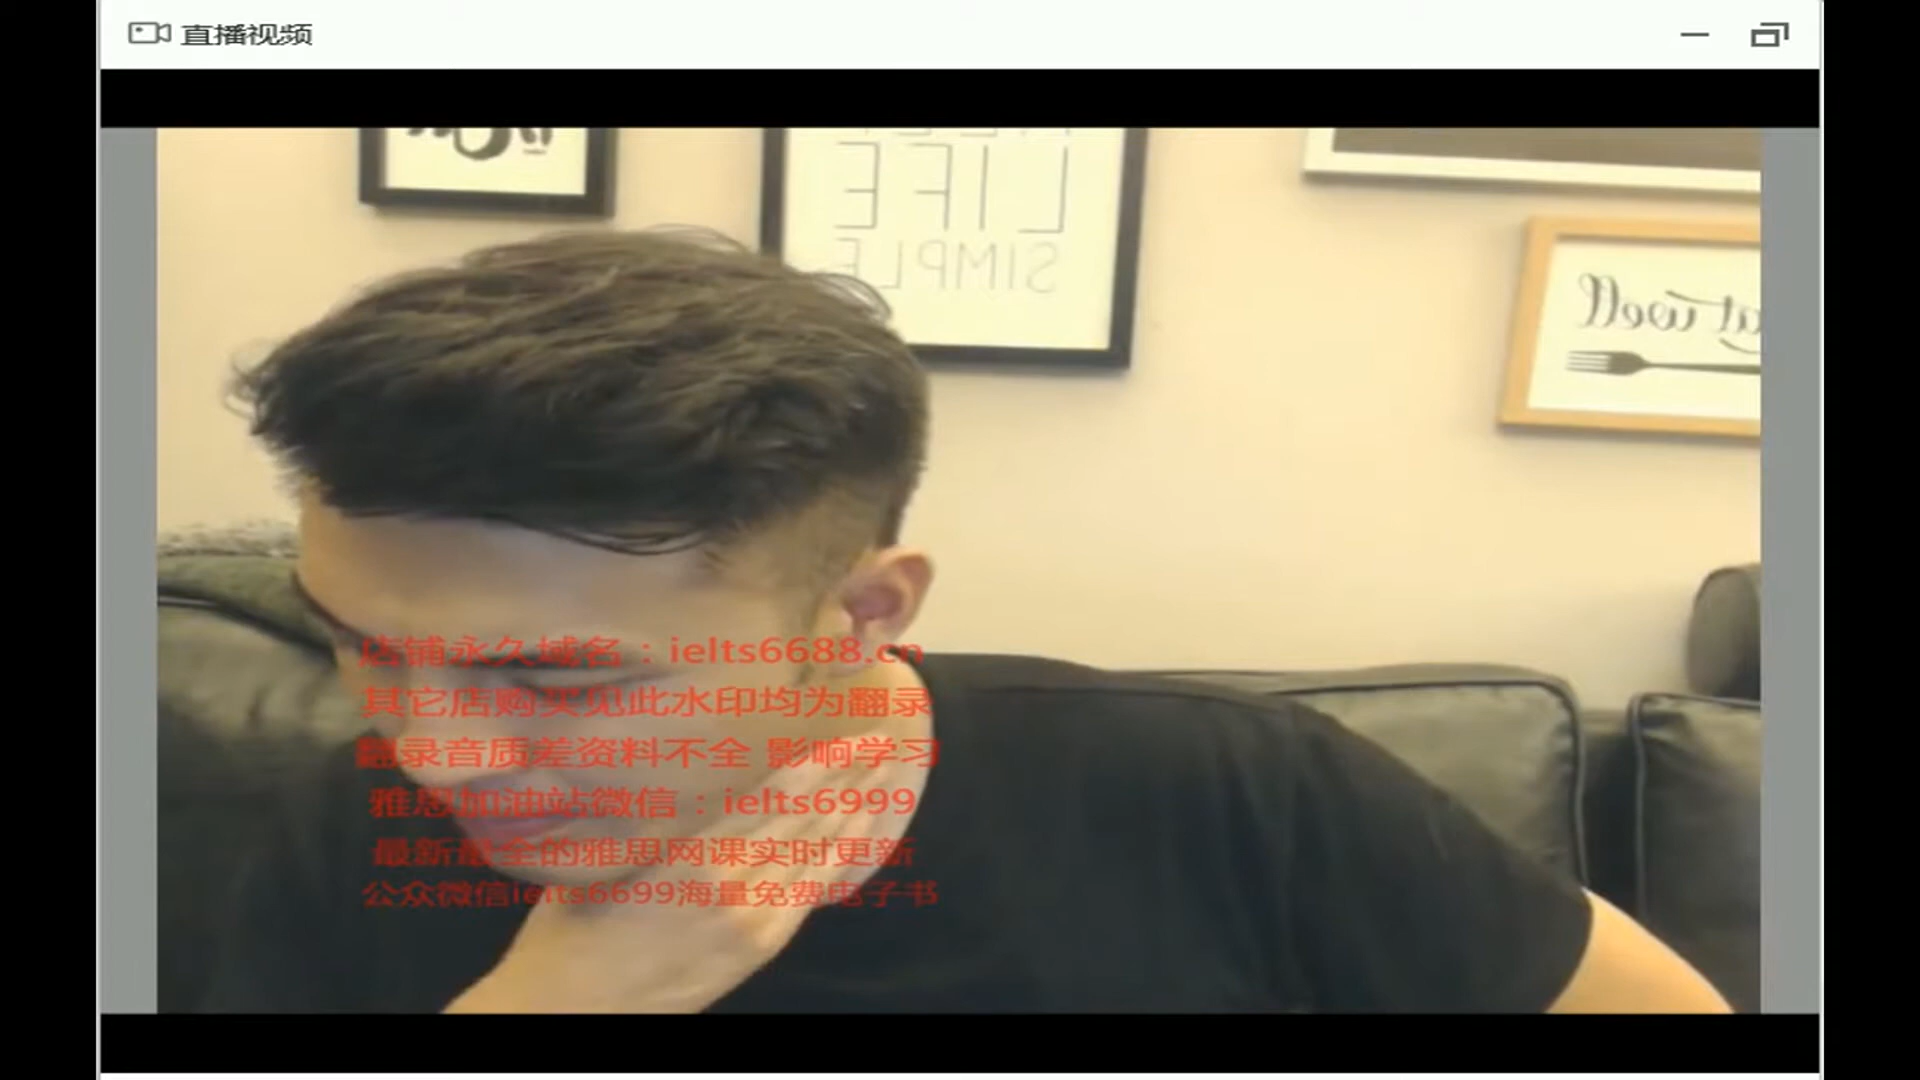 直播视频
LIFE
SIMPLE
at well
店铺永久域名：ielts6688.cn
其它店购买见此水印均为翻录
翻录音质差资料不全 影响学习
雅思加油站微信：ielts6999
最新最全的雅思网课实时更新
公众微信ielts6699海量免费电子书